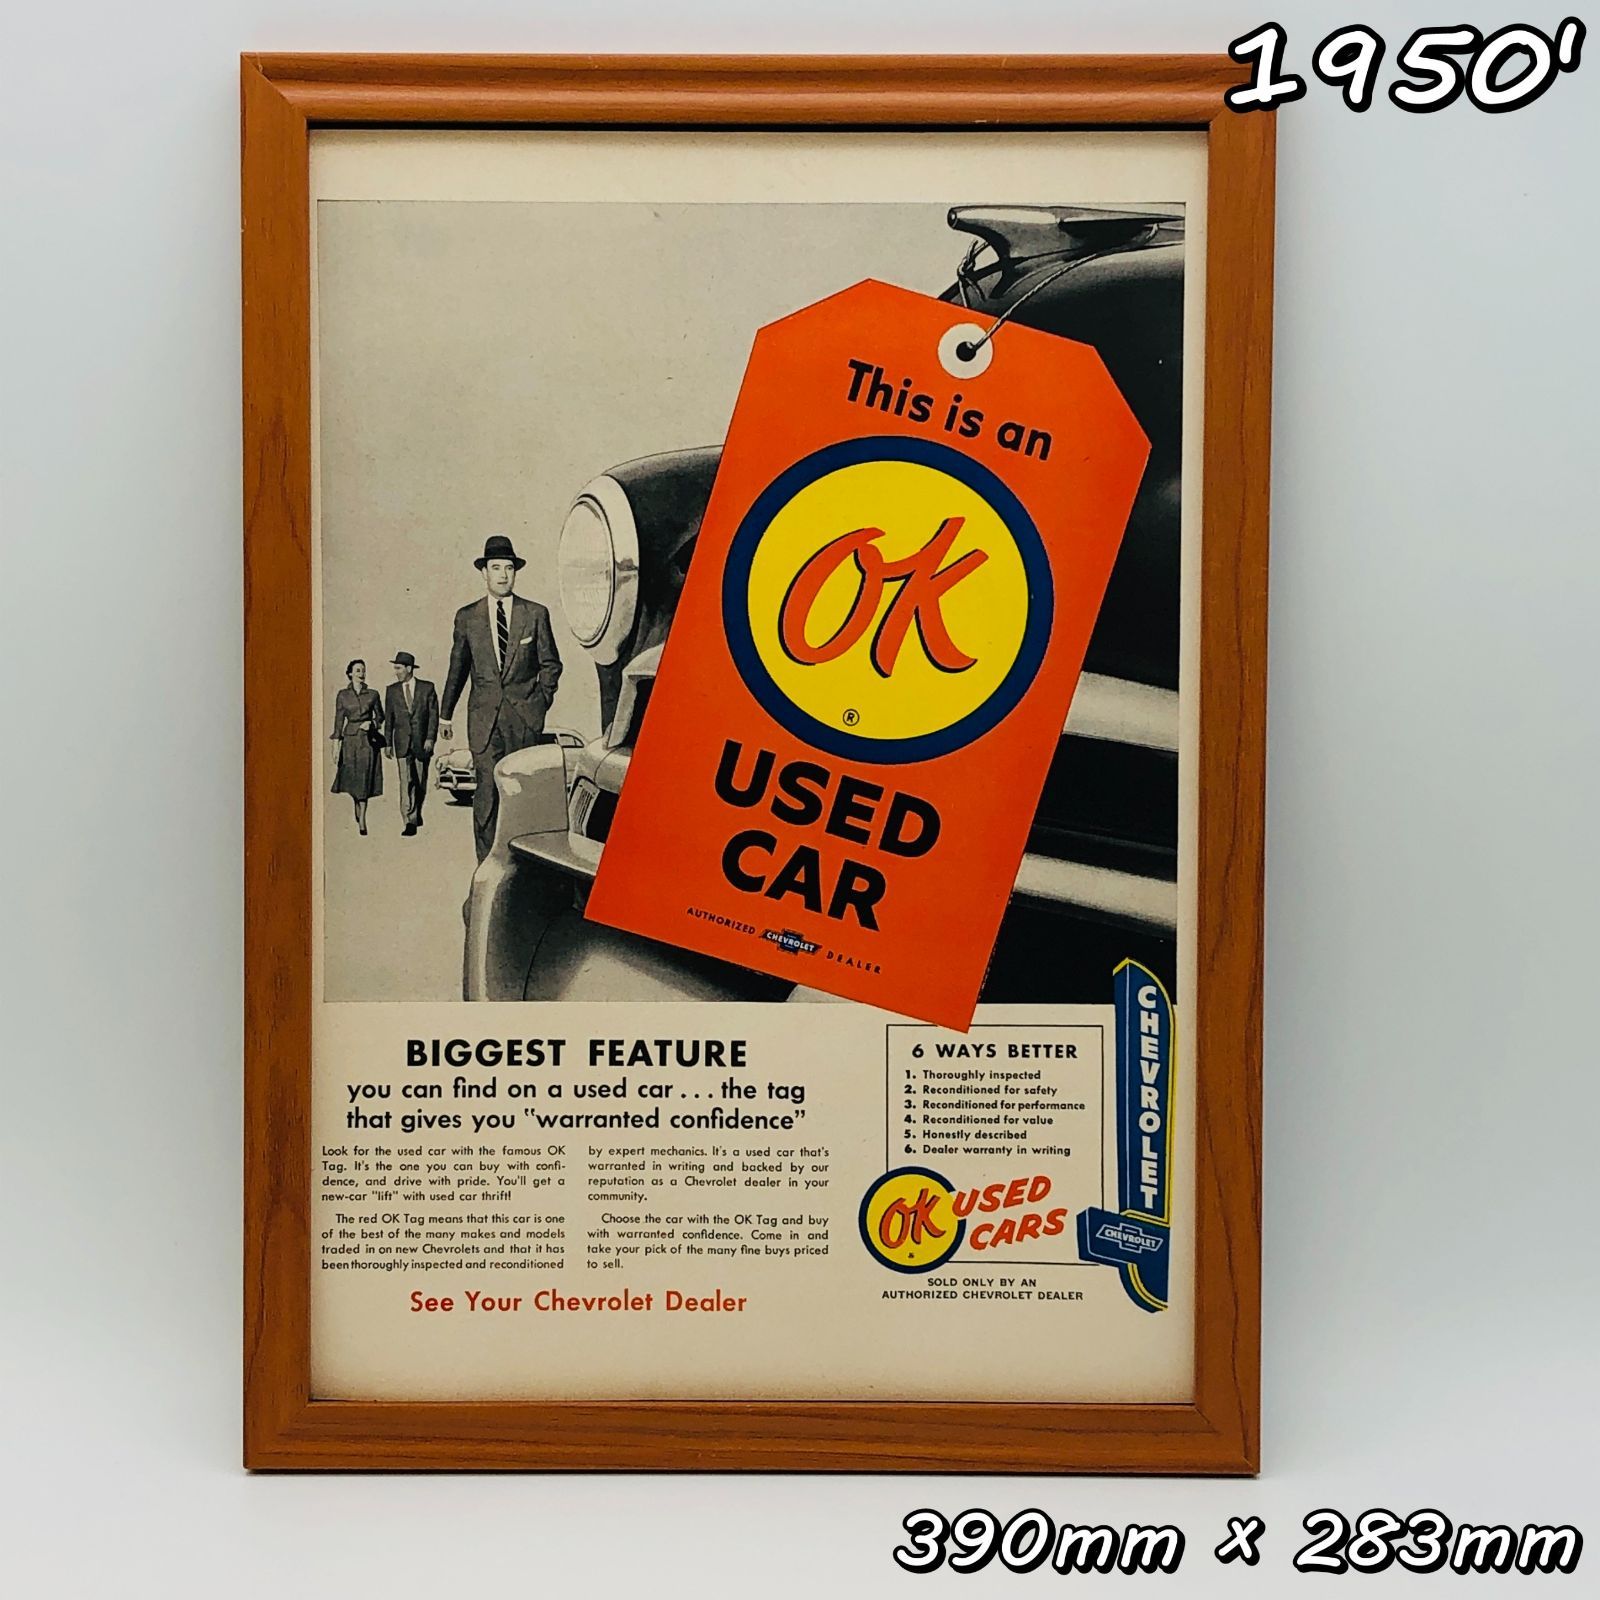 1950'
This is an
OK
®
USED
CAR
AUTHORIZED CHEVROLET DEALER
BIGGEST FEATURE
you can find on a used car...the tag
that gives you "warranted confidence"
Look for the used car with the famous OK
Tag. It's the one you can buy with confi-
dence, and drive with pride. You'll get a
new-car "lift" with used car thrift!
The red OK Tag means that this car is one
of the best of the many makes and models
traded in on new Chevrolets and that it has
been thoroughly inspected and reconditioned
by expert mechanics. It's a used car that's
warranted in writing and backed by our
reputation as a Chevrolet dealer in your
community.
Choose the car with the OK Tag and buy
with warranted confidence. Come in and
take your pick of the many fine buys priced
to sell.
See Your Chevrolet Dealer
6 WAYS BETTER
1. Thoroughly inspected
2. Reconditioned for safety
3. Reconditioned for performance
4. Reconditioned for value
5. Honestly described
6. Dealer warranty in writing
OK USED
CARS
SOLD ONLY BY AN
AUTHORIZED CHEVROLET DEALER
CHEVROLET
CHEVROLET
390mm x 283mm